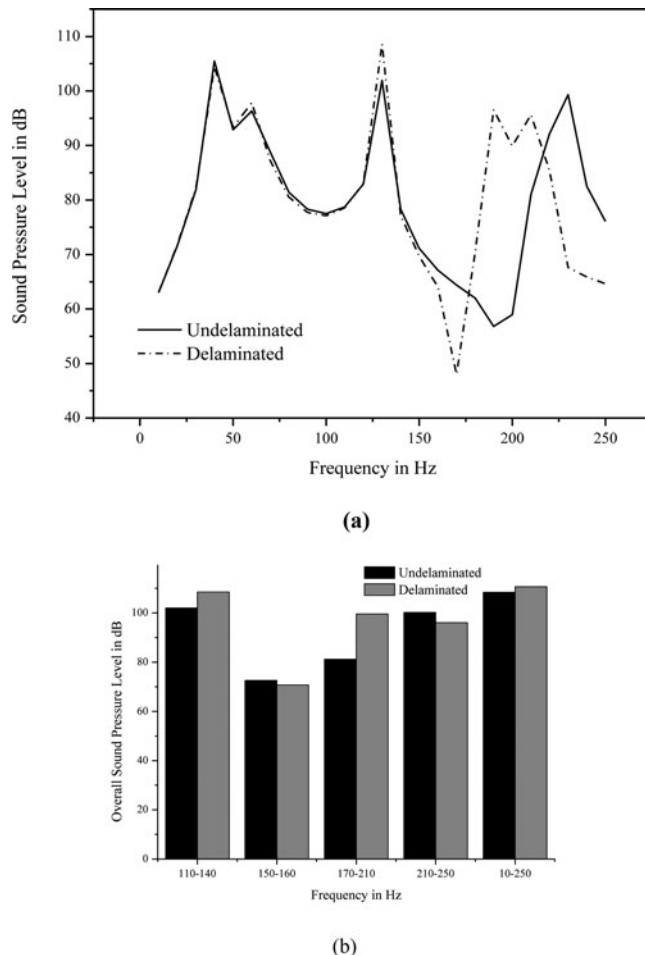 110
100
90
80
70
60
50
40
Sound Pressure Level in dB
Undelaminated
Delaminated
0
50
100
150
200
250
Frequency in Hz
(a)
Undelaminated
Delaminated
100
80
60
40
20
0
Overall Sound Pressure Level in dB
110-140
150-160
170-210
210-250
10-250
Frequency in Hz
(b)